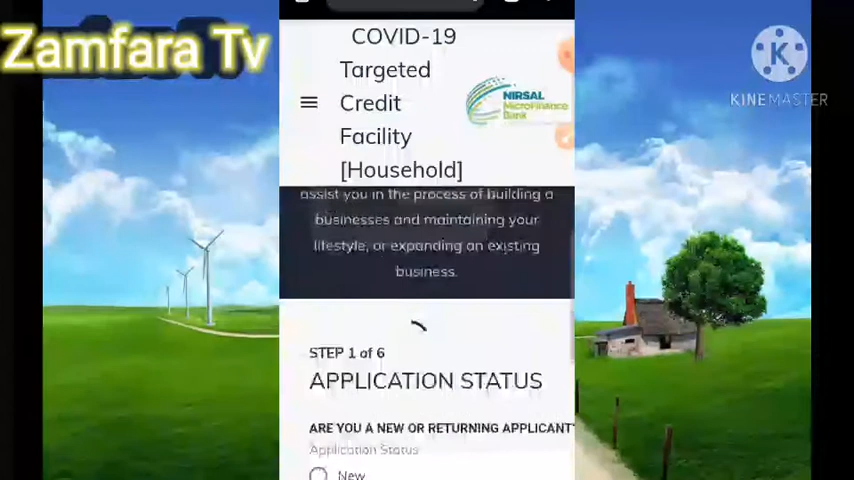 Zamfara Tv
COVID-19
Targeted
Credit
Facility
[Household]
NIRSAL
MicroFinance
Bank
KINEMASTER
assist you in the process of building a
businesses and maintaining your
lifestyle, or expanding an existing
business.
STEP 1 of 6
APPLICATION STATUS
ARE YOU A NEW OR RETURNING APPLICANT
Application Status
New